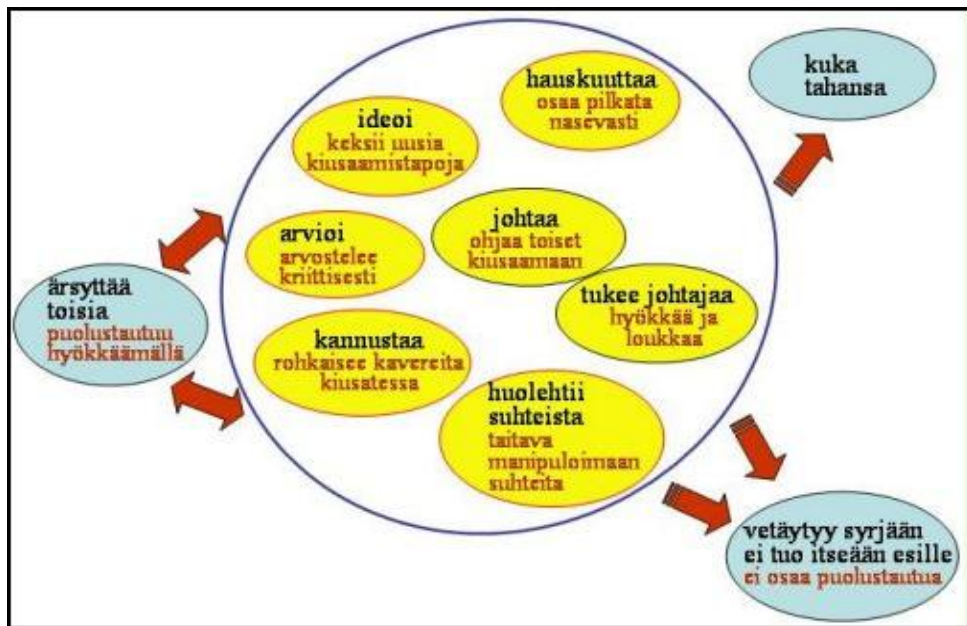 kuka
tahansa
hauskuuttaa
osaa pilkata
nasevasti
ideoi
keksii uusia
kiusaamistapoja
johtaa
ohjaa toiset
kiusaamaan
arvioi
arvostelee
kriittisesti
ärsyttää
toisia
puolustautuu
hyökkäämällä
tukee johtajaa
hyökkää ja
loukkaa
kannustaa
rohkaisee kavereita
kiusatessa
huolehtii
suhteista
taitava
manipuloimaan
suhteita
vetäytyy syrjään
ei tuo itseään esille
ei osaa puolustautua